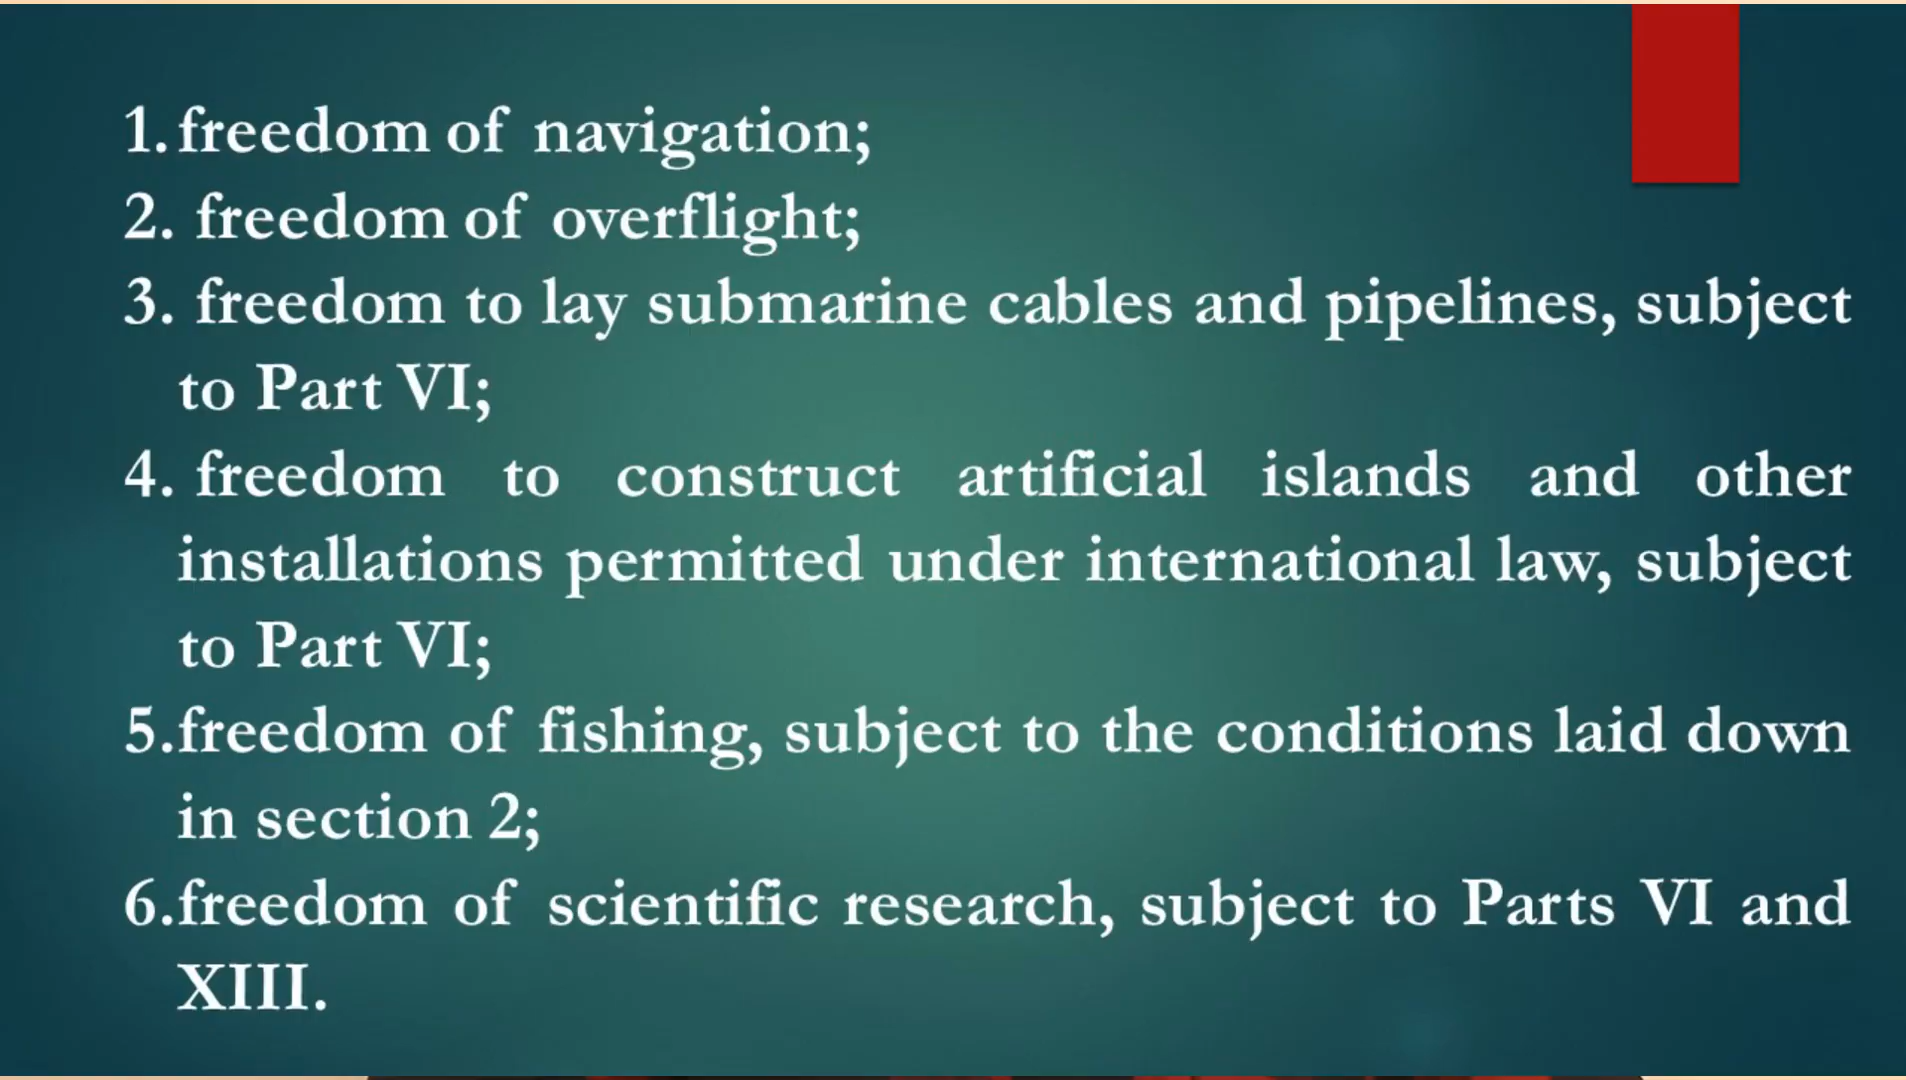 1. freedom of navigation;
2. freedom of overflight;
3. freedom to lay submarine cables and pipelines, subject
to Part VI;
4. freedom to construct artificial islands and other
installations permitted under international law, subject
to Part VI;
5.freedom of fishing, subject to the conditions laid down
in section 2;
6.freedom of scientific research, subject to Parts VI and
XIII.